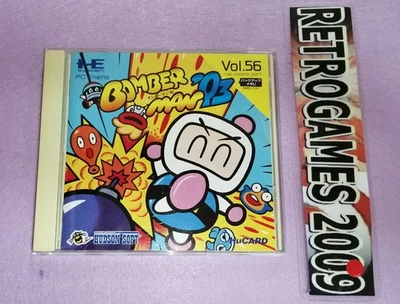 PC Engine
Vol.56
BOMBER
MAN '93
HUDSON SOFT
HuCARD
RETROGAMES 2009